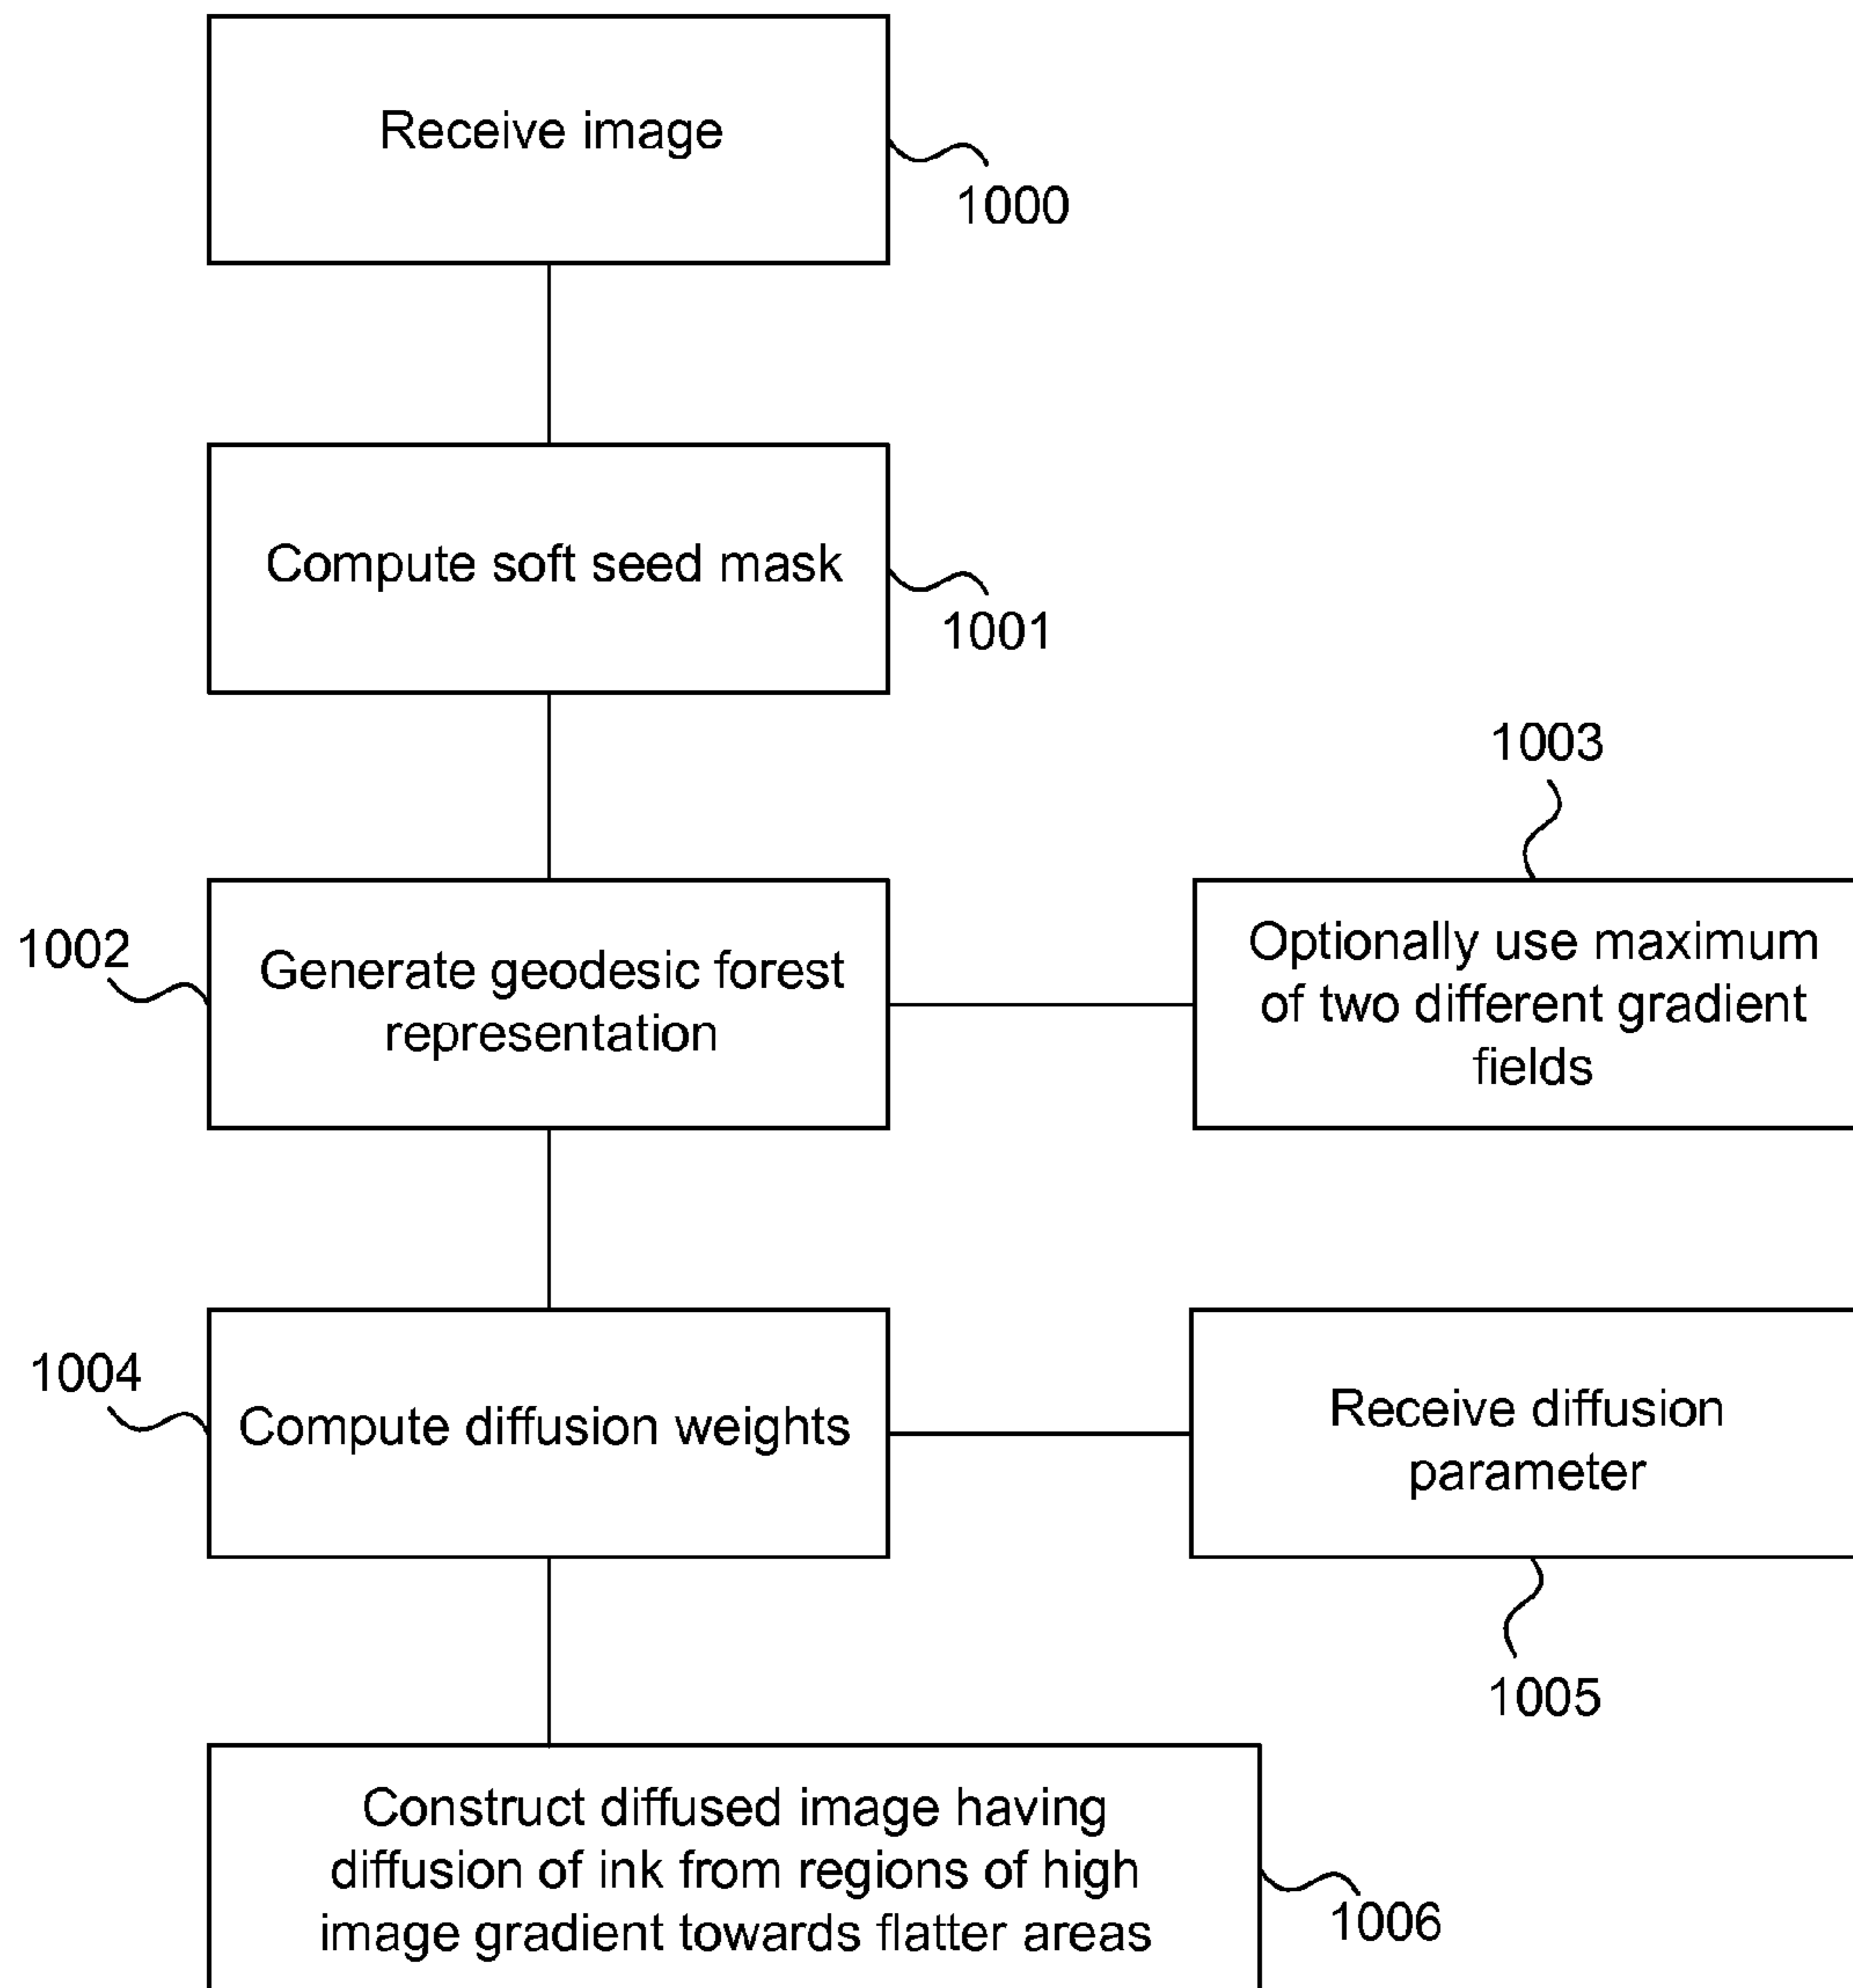 Receive image
1000
Compute soft seed mask
1001
1003
1002
Generate geodesic forest
representation
Optionally use maximum
of two different gradient
fields
1004
Compute diffusion weights
Receive diffusion
parameter
1005
Construct diffused image having
diffusion of ink from regions of high
image gradient towards flatter areas
1006